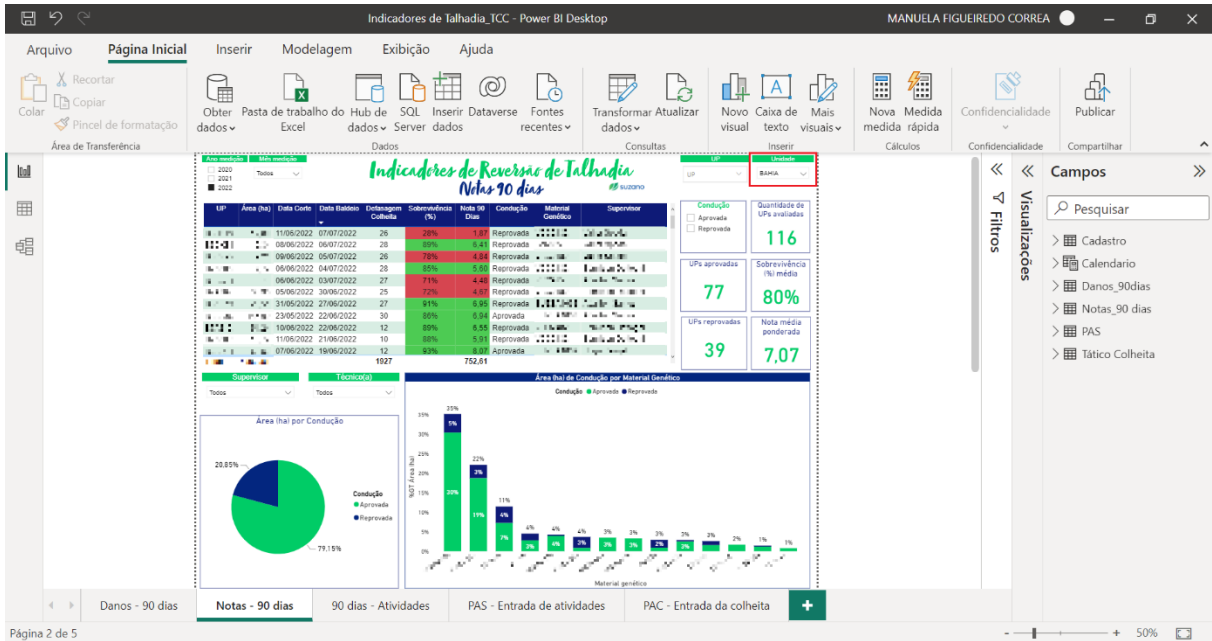 Indicadores de Talhadia_TCC - Power BI Desktop
MANUELA FIGUEIREDO CORREA
Arquivo Página Inicial Inserir Modelagem Exibição Ajuda
Colar
Recortar
Copiar
Pincel de formatação
Área de Transferência
Obter dados
Pasta de trabalho do Excel
Hub de dados
SQL Server
Inserir dados
Dataverse
Fontes recentes
Dados
Transformar dados
Atualizar
Consultas
Novo visual
Caixa de texto
Mais visuais
Inserir
Nova medida
Medida rápida
Cálculos
Confidencialidade
Confidencialidade
Publicar
Compartilhar
Ano medição
2020
2021
2022
Mês medição
Todos
Indicadores de Reversão de Talhadia
Notas 90 dias
suzano
UP
UP
Unidade
BAHIA
UP Área (ha) Data Corte Data Baldeio Defasagem Colheita Sobrevivência (%) Nota 90 Dias Condução Material Genético Supervisor
11/06/2022 07/07/2022 26 28% 1,87 Reprovada
08/06/2022 06/07/2022 28 89% 6,41 Reprovada
09/06/2022 05/07/2022 26 78% 4,84 Reprovada
06/06/2022 04/07/2022 28 85% 5,60 Reprovada
06/06/2022 03/07/2022 27 71% 4,48 Reprovada
05/06/2022 30/06/2022 25 72% 4,67 Reprovada
31/05/2022 27/06/2022 27 91% 6,95 Reprovada
23/05/2022 22/06/2022 30 86% 6,94 Aprovada
10/06/2022 22/06/2022 12 89% 6,55 Reprovada
11/06/2022 21/06/2022 10 88% 5,91 Reprovada
07/06/2022 19/06/2022 12 93% 8,07 Aprovada
1927 752,61
Condução
Aprovada
Reprovada
Quantidade de UPs avaliadas
116
UPs aprovadas
77
Sobrevivência (%) média
80%
UPs reprovadas
39
Nota média ponderada
7,07
Supervisor
Todos
Técnico(a)
Todos
Área (ha) por Condução
20,85%
79,15%
Condução
Aprovada
Reprovada
Área (ha) de Condução por Material Genético
Condução Aprovada Reprovada
%GT Área (ha)
35%
30%
25%
20%
15%
10%
5%
0%
35% 22% 11% 4% 4% 4% 3% 3% 3% 3% 3% 2% 1% 1%
5% 3% 4% 3% 2%
30% 20% 7% 3% 4% 3% 3% 3%
Material genético
Filtros
Visualizações
Campos
Pesquisar
Cadastro
Calendario
Danos_90dias
Notas_90 dias
PAS
Tático Colheita
Danos - 90 dias
Notas - 90 dias
90 dias - Atividades
PAS - Entrada de atividades
PAC - Entrada da colheita
Página 2 de 5
50%